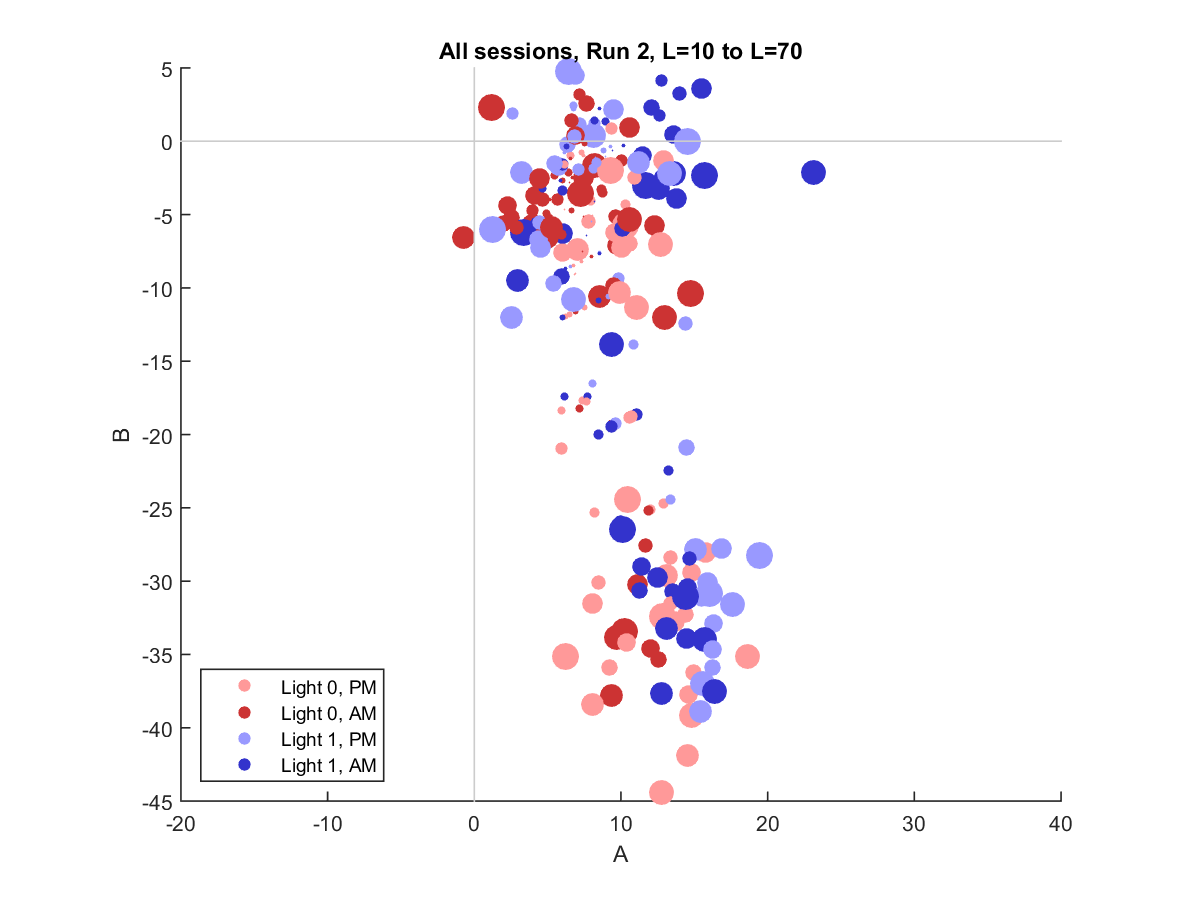 All sessions, Run 2, L=10 to L=70
5
0
-5
-10
-15
-20
-25
-30
-35
-40
-45
B
Light 0, PM
Light 0, AM
Light 1, PM
Light 1, AM
-20 -10 0 10 20 30 40
A